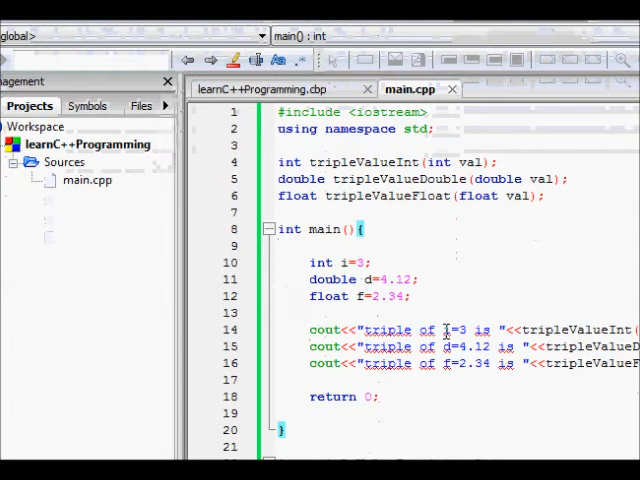 global>
main() : int
nagement
learnC++Programming.cbp
main.cpp
Projects
Symbols
Files
Workspace
learnC++Programming
Sources
main.cpp
1 #include <iostream>
2 using namespace std;
3
4 int tripleValueInt(int val);
5 double tripleValueDouble(double val);
6 float tripleValueFloat(float val);
7
8 int main(){
9
10 int i=3;
11 double d=4.12;
12 float f=2.34;
13
14 cout<<"triple of i=3 is "<<tripleValueInt(
15 cout<<"triple of d=4.12 is "<<tripleValueD
16 cout<<"triple of f=2.34 is "<<tripleValueF
17
18 return 0;
19
20 }
21